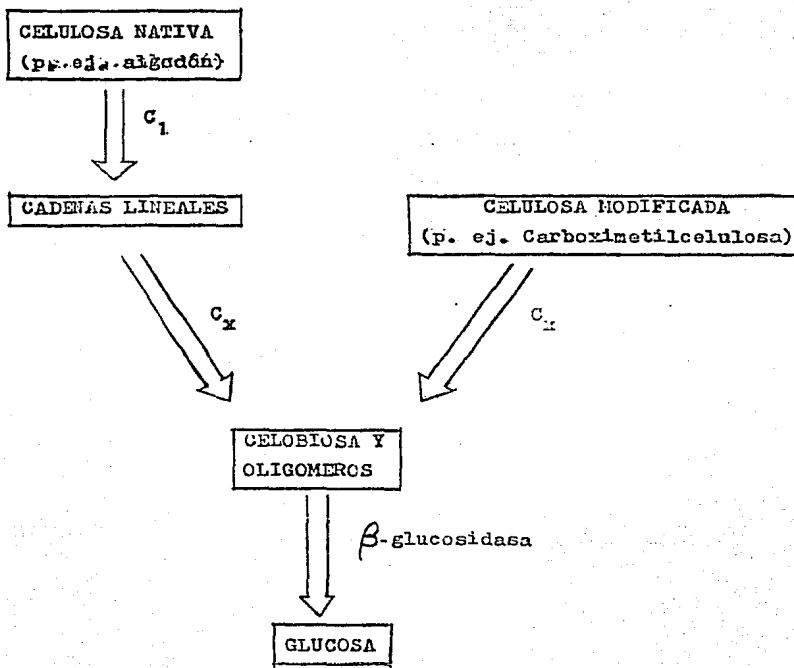 CELULOSA NATIVA
(p. ej. algodón)
C1
CADENAS LINEALES
CELULOSA MODIFICADA
(p. ej. Carboximetilcelulosa)
Cx
Cx
CELOBIOSA Y
OLIGOMEROS
β-glucosidasa
GLUCOSA